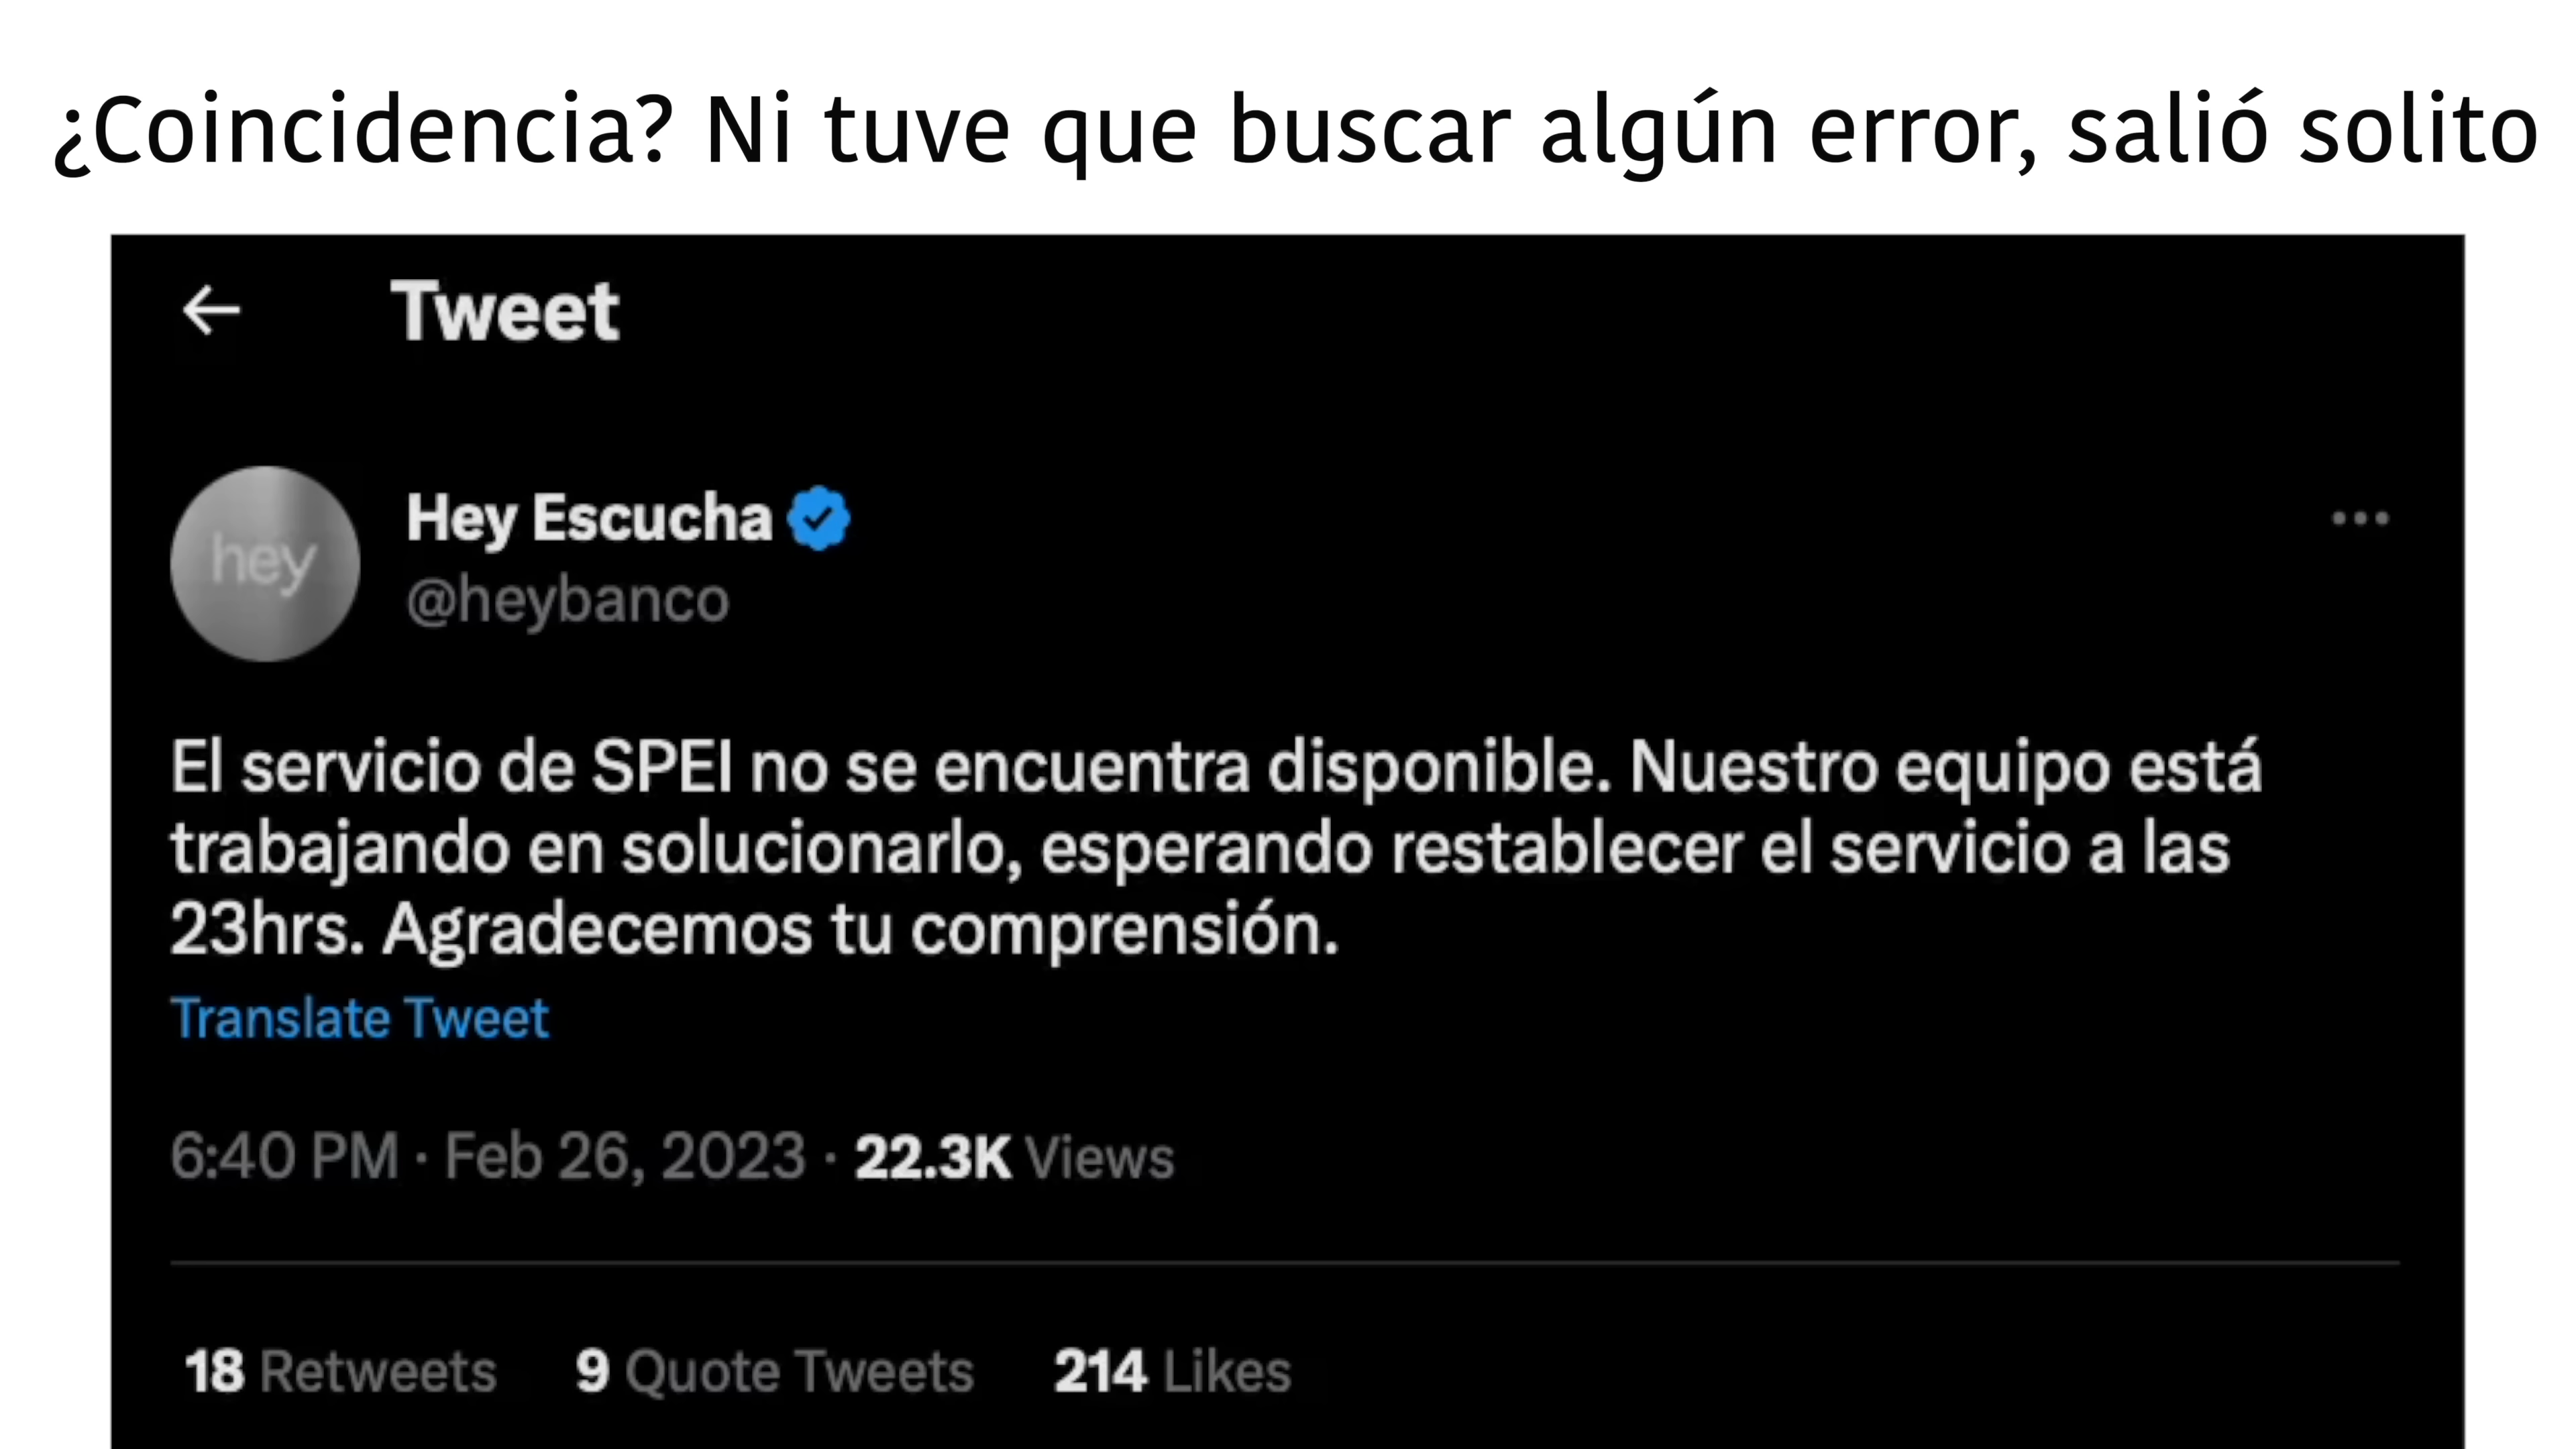 ¿Coincidencia? Ni tuve que buscar algún error, salió solito
Tweet
hey
Hey Escucha
@heybanco
El servicio de SPEI no se encuentra disponible. Nuestro equipo está
trabajando en solucionarlo, esperando restablecer el servicio a las
23hrs. Agradecemos tu comprensión.
Translate Tweet
6:40 PM · Feb 26, 2023 · 22.3K Views
18 Retweets 9 Quote Tweets 214 Likes